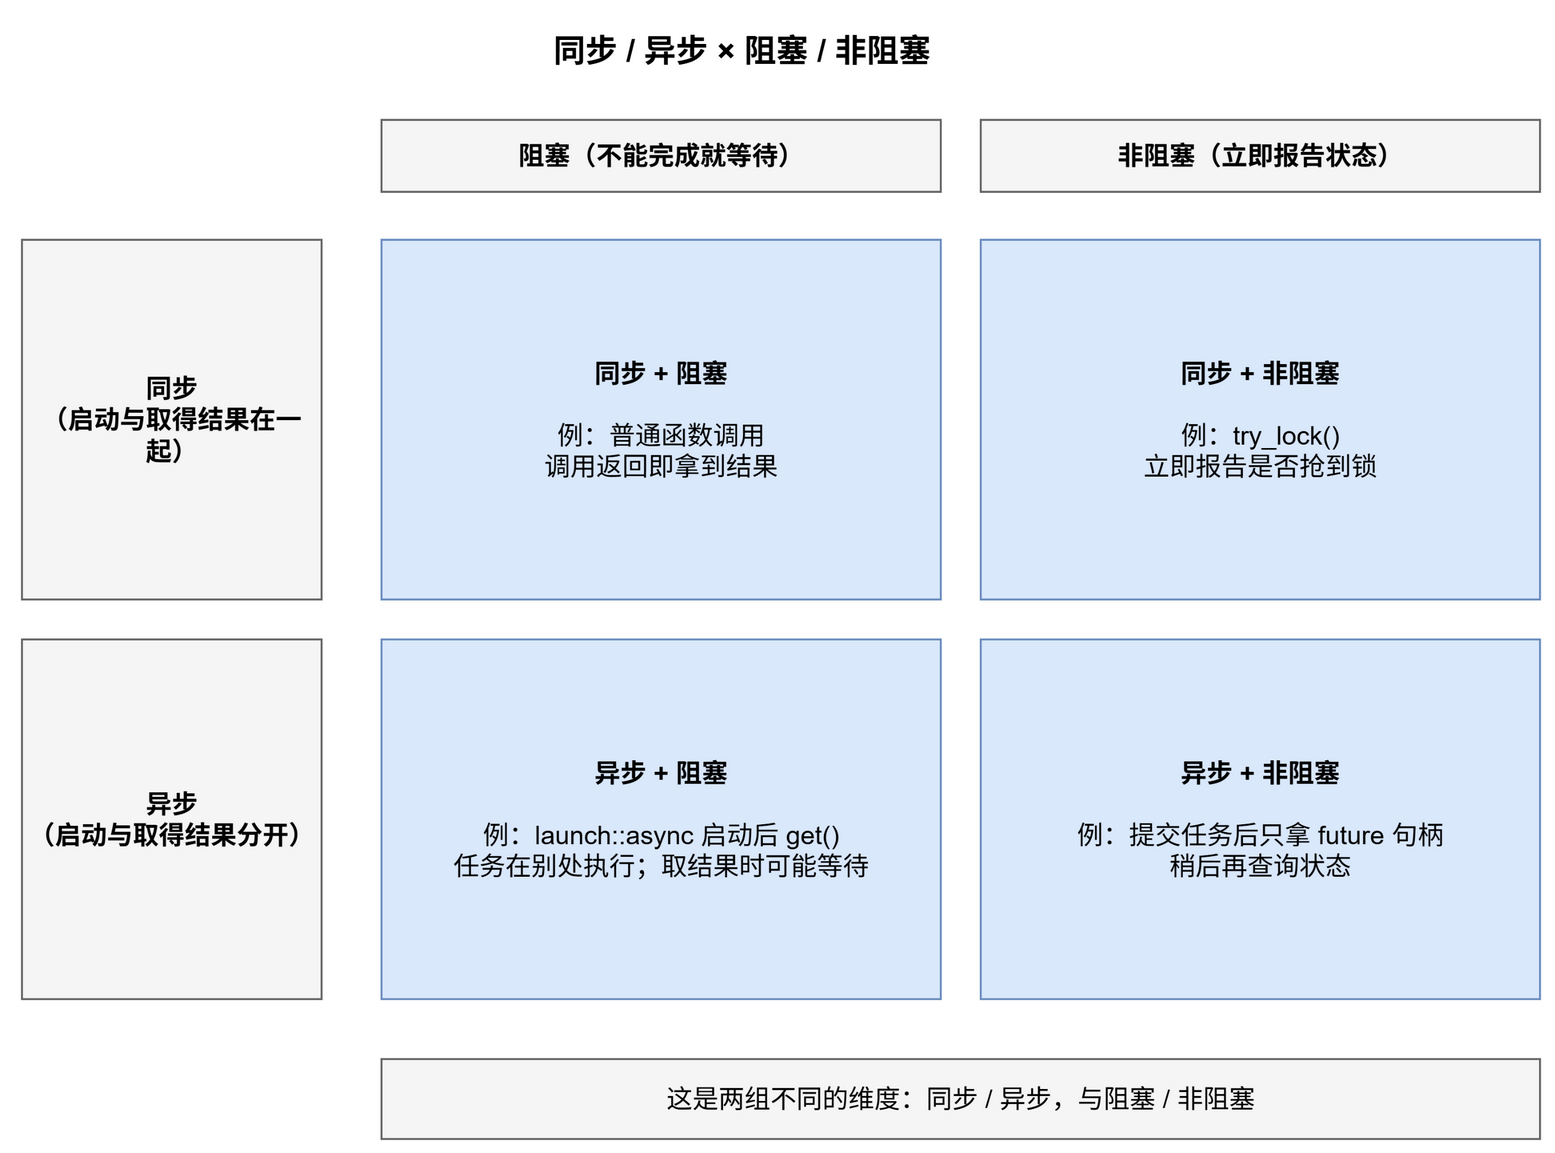 同步 / 异步 × 阻塞 / 非阻塞
阻塞（不能完成就等待）
非阻塞（立即报告状态）
同步
（启动与取得结果在一
起）
同步 + 阻塞
例：普通函数调用
调用返回即拿到结果
同步 + 非阻塞
例：try_lock()
立即报告是否抢到锁
异步
（启动与取得结果分开）
异步 + 阻塞
例：launch::async 启动后 get()
任务在别处执行；取结果时可能等待
异步 + 非阻塞
例：提交任务后只拿 future 句柄
稍后再查询状态
这是两组不同的维度：同步 / 异步，与阻塞 / 非阻塞